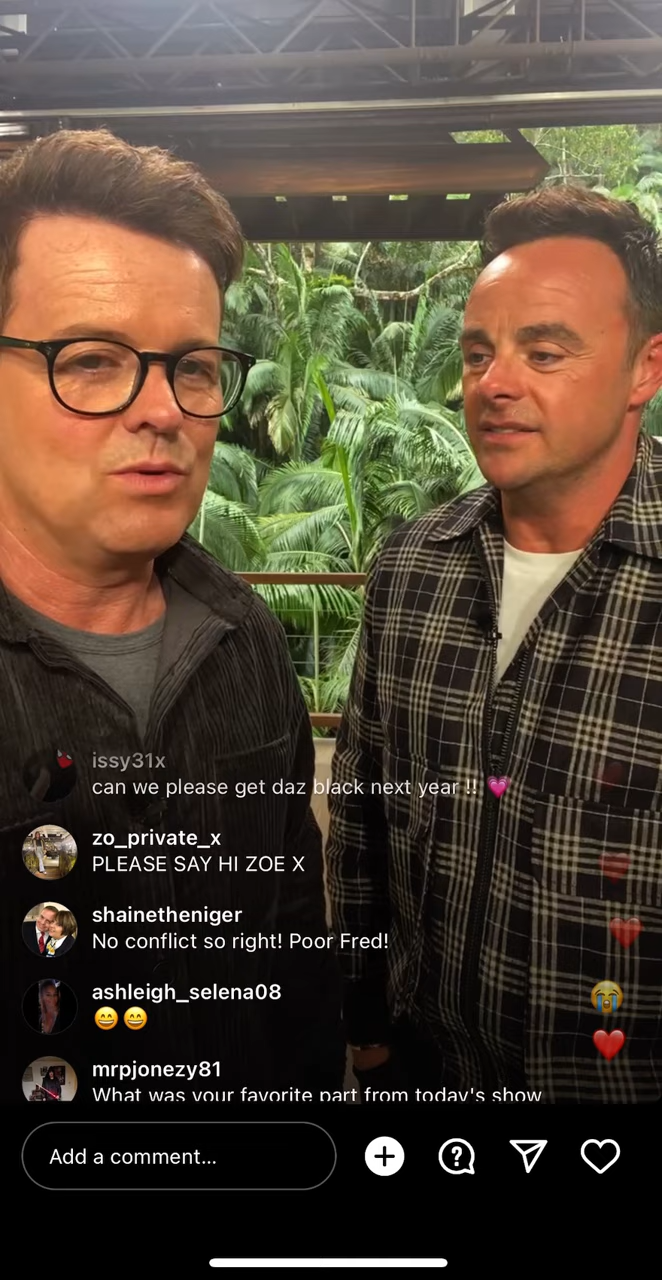 issy31x
can we please get daz black next year !! 💗
zo_private_x
PLEASE SAY HI ZOE X
shainetheniger
No conflict so right! Poor Fred!
ashleigh_selena08
😄😄
mrpjonezy81
What was your favorite part from today's show
Add a comment...